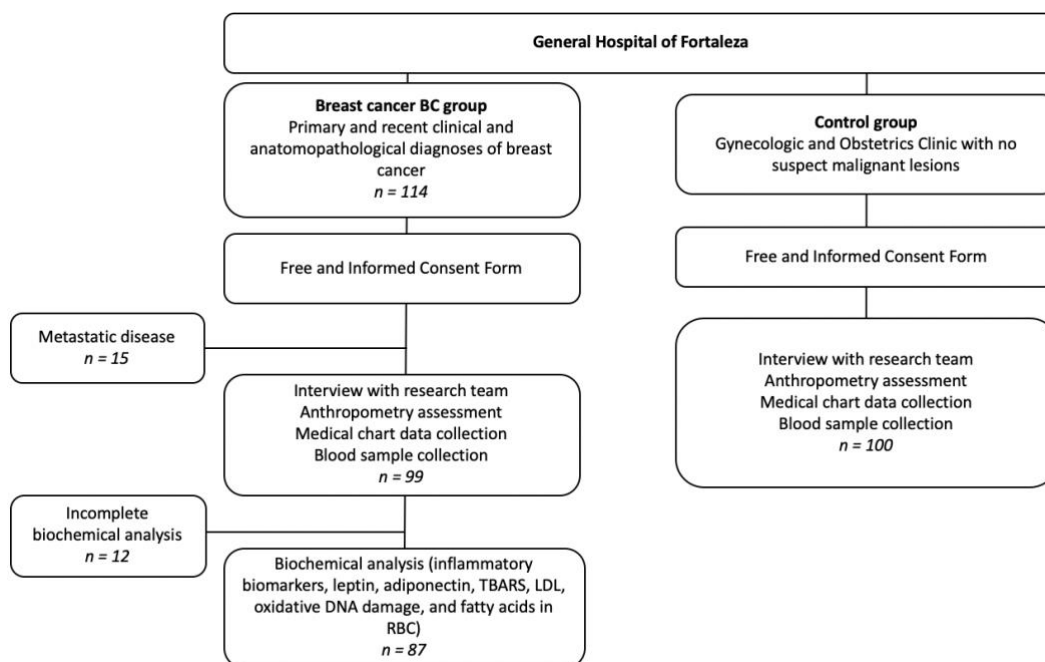 General Hospital of Fortaleza
Breast cancer BC group
Primary and recent clinical and
anatomopathological diagnoses of breast
cancer
n = 114
Control group
Gynecologic and Obstetrics Clinic with no
suspect malignant lesions
Free and Informed Consent Form
Free and Informed Consent Form
Metastatic disease
n = 15
Interview with research team
Anthropometry assessment
Medical chart data collection
Blood sample collection
n = 99
Interview with research team
Anthropometry assessment
Medical chart data collection
Blood sample collection
n = 100
Incomplete
biochemical analysis
n = 12
Biochemical analysis (inflammatory
biomarkers, leptin, adiponectin, TBARS, LDL,
oxidative DNA damage, and fatty acids in
RBC)
n = 87